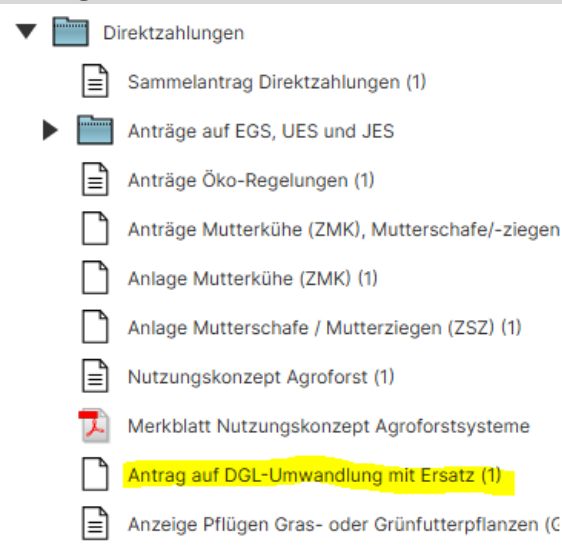 Direktzahlungen
Sammelantrag Direktzahlungen (1)
Anträge auf EGS, UES und JES
Anträge Öko-Regelungen (1)
Anträge Mutterkühe (ZMK), Mutterschafe/-ziegen
Anlage Mutterkühe (ZMK) (1)
Anlage Mutterschafe / Mutterziegen (ZSZ) (1)
Nutzungskonzept Agroforst (1)
Merkblatt Nutzungskonzept Agroforstsysteme
Antrag auf DGL-Umwandlung mit Ersatz (1)
Anzeige Pflügen Gras- oder Grünfutterpflanzen